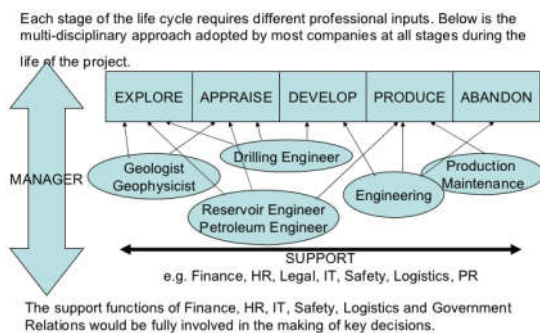 Each stage of the life cycle requires different professional inputs. Below is the
multi-disciplinary approach adopted by most companies at all stages during the
life of the project.
EXPLORE APPRAISE DEVELOP PRODUCE ABANDON
Drilling Engineer
Geologist
Geophysicist
Production
Maintenance
MANAGER
Engineering
Reservoir Engineer
Petroleum Engineer
SUPPORT
e.g. Finance, HR, Legal, IT, Safety, Logistics, PR
The support functions of Finance, HR, IT, Safety, Logistics and Government
Relations would be fully involved in the making of key decisions.